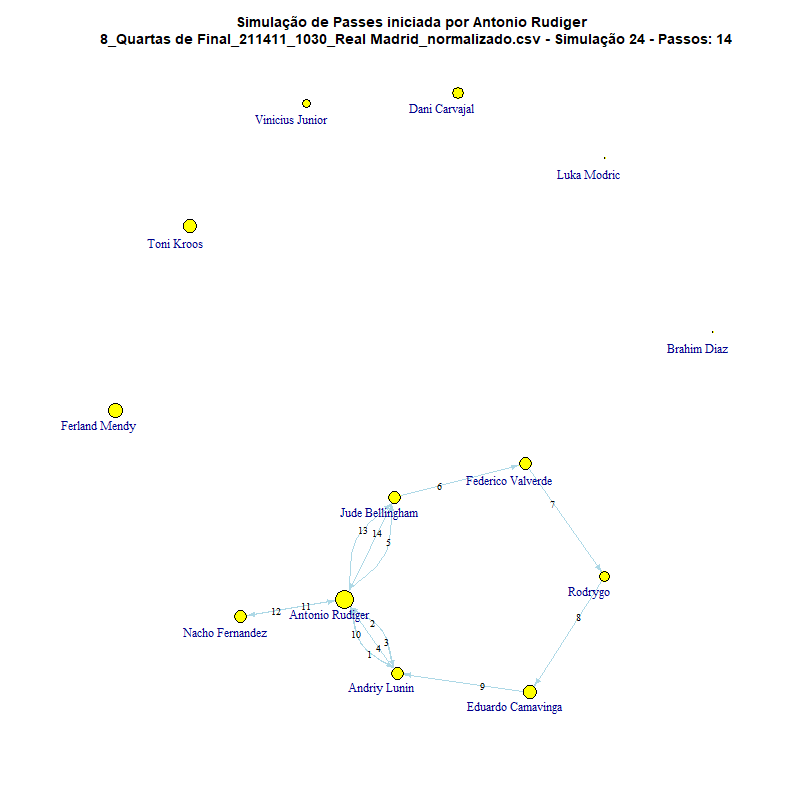 Simulação de Passes iniciada por Antonio Rudiger
8_Quartas de Final_211411_1030_Real Madrid_normalizado.csv - Simulação 24 - Passos: 14
Dani Carvajal
Vinicius Junior
Luka Modric
Toni Kroos
Brahim Diaz
Ferland Mendy
Federico Valverde
6
7
Jude Bellingham
13
14
5
Rodrygo
12
11
Antonio Rudiger
8
2
Nacho Fernandez
10
3
4
1
Andriy Lunin
9
Eduardo Camavinga